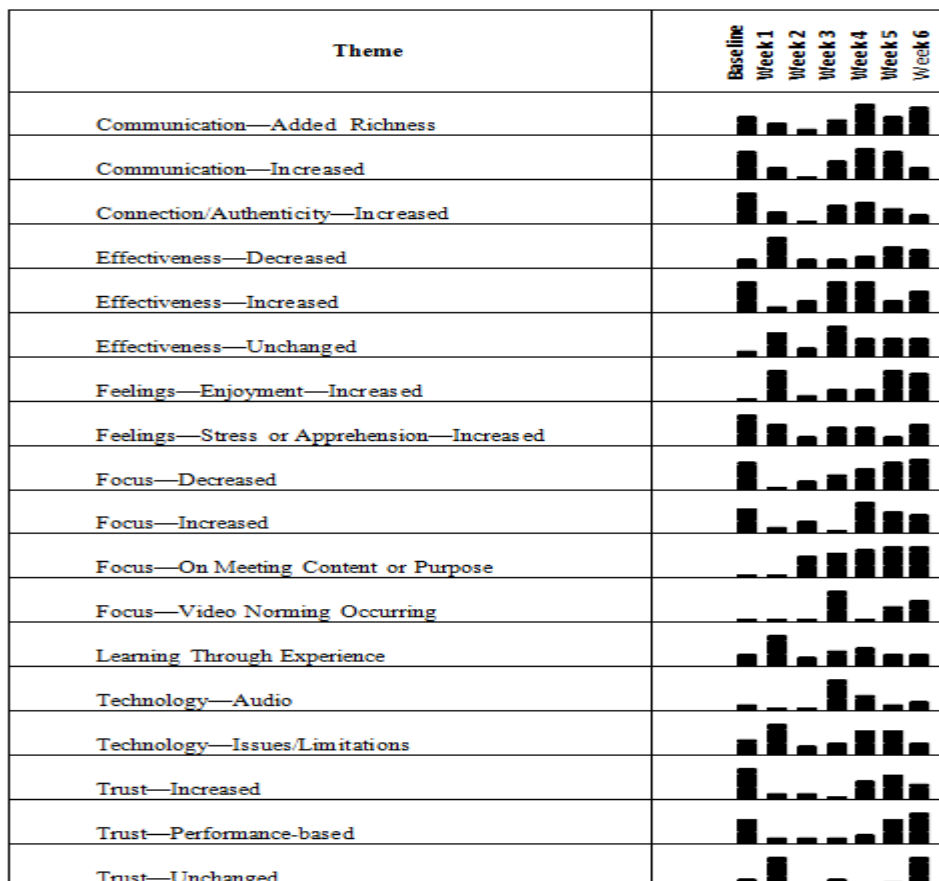 Theme
Baseline
Week 1
Week 2
Week 3
Week 4
Week 5
Week 6
Communication—Added Richness
Communication—Increased
Connection/Authenticity—Increased
Effectiveness—Decreased
Effectiveness—Increased
Effectiveness—Unchanged
Feelings—Enjoyment—Increased
Feelings—Stress or Apprehension—Increased
Focus—Decreased
Focus—Increased
Focus—On Meeting Content or Purpose
Focus—Video Norming Occurring
Learning Through Experience
Technology—Audio
Technology—Issues/Limitations
Trust—Increased
Trust—Performance-based
Trust—Unchanged